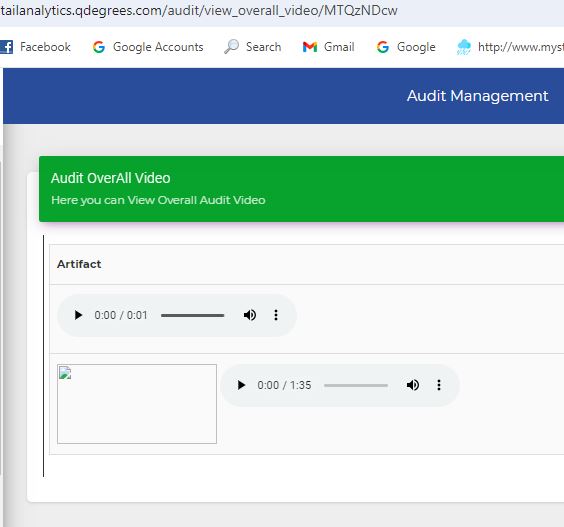 tailanalytics.qdegrees.com/audit/view_overall_video/MTQzNDcw
Facebook Google Accounts Search Gmail Google http://www.myst
Audit Management
Audit OverAll Video
Here you can View Overall Audit Video
Artifact
0:00 / 0:01
0:00 / 1:35